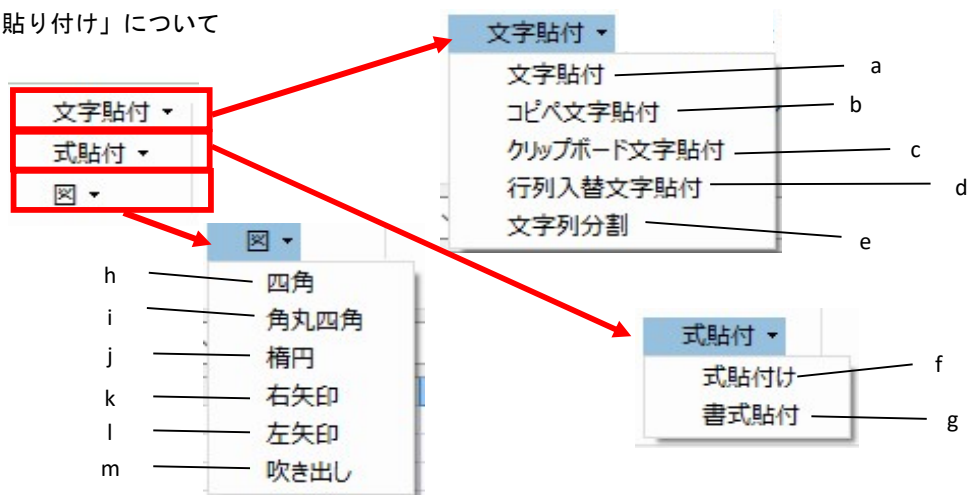 貼り付け」について
文字貼付
式貼付
図
文字貼付
文字貼付
a
コピペ文字貼付
b
クリップボード文字貼付
c
行列入替文字貼付
d
文字列分割
e
図
h
四角
i
角丸四角
j
楕円
k
右矢印
l
左矢印
m
吹き出し
式貼付
式貼付け
f
書式貼付
g